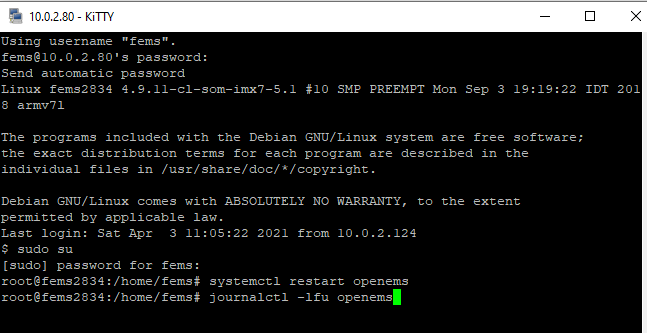 10.0.2.80 - KiTTY
Using username "fems".
fems@10.0.2.80's password:
Send automatic password
Linux fems2834 4.9.11-cl-som-imx7-5.1 #10 SMP PREEMPT Mon Sep 3 19:19:22 IDT 201
8 armv7l
The programs included with the Debian GNU/Linux system are free software;
the exact distribution terms for each program are described in the
individual files in /usr/share/doc/*/copyright.
Debian GNU/Linux comes with ABSOLUTELY NO WARRANTY, to the extent
permitted by applicable law.
Last login: Sat Apr  3 11:05:22 2021 from 10.0.2.124
$ sudo su
[sudo] password for fems:
root@fems2834:/home/fems# systemctl restart openems
root@fems2834:/home/fems# journalctl -lfu openems